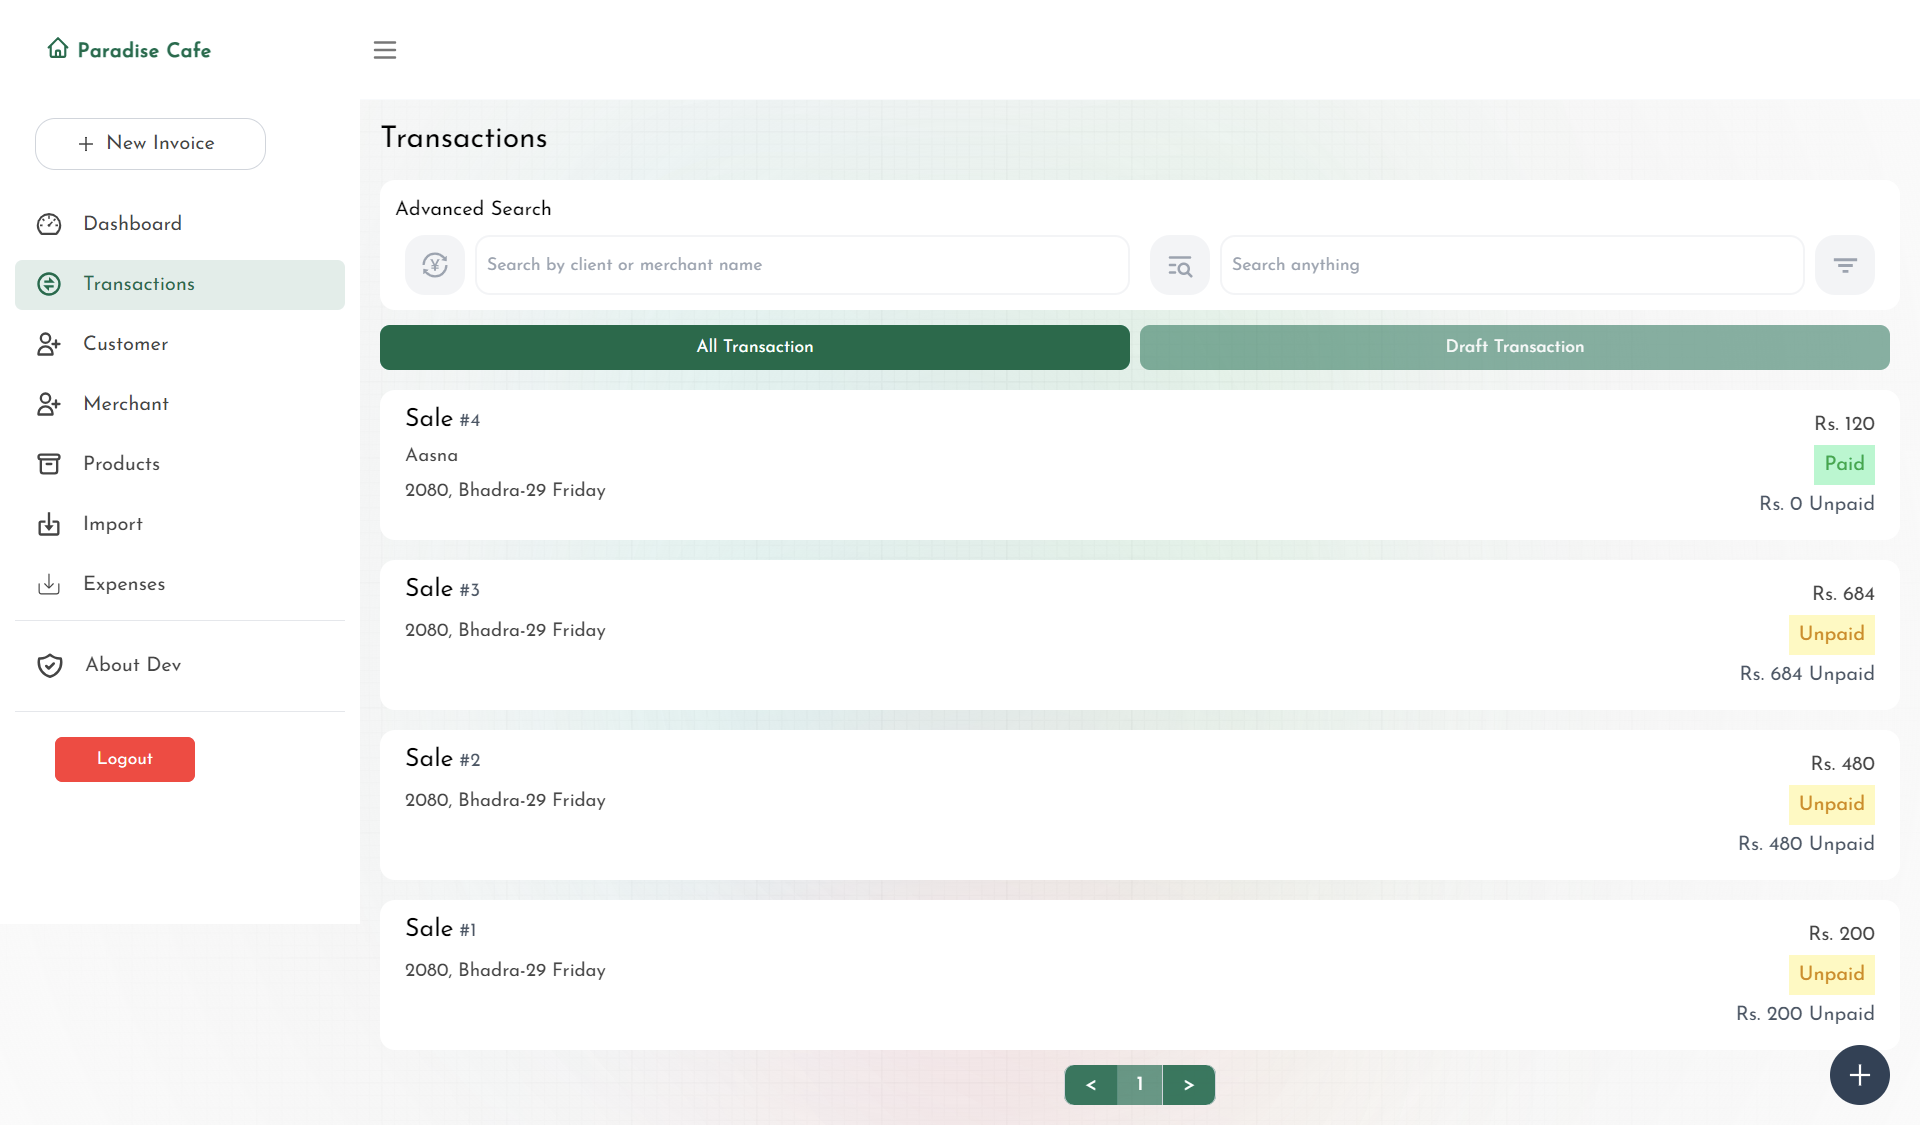 Paradise Cafe
+ New Invoice
Dashboard
Transactions
Customer
Merchant
Products
Import
Expenses
About Dev
Logout
Transactions
Advanced Search
Search by client or merchant name
Search anything
All Transaction
Draft Transaction
Sale #4
Aasna
2080, Bhadra-29 Friday
Rs. 120
Paid
Rs. 0 Unpaid
Sale #3
2080, Bhadra-29 Friday
Rs. 684
Unpaid
Rs. 684 Unpaid
Sale #2
2080, Bhadra-29 Friday
Rs. 480
Unpaid
Rs. 480 Unpaid
Sale #1
2080, Bhadra-29 Friday
Rs. 200
Unpaid
Rs. 200 Unpaid
< 1 >